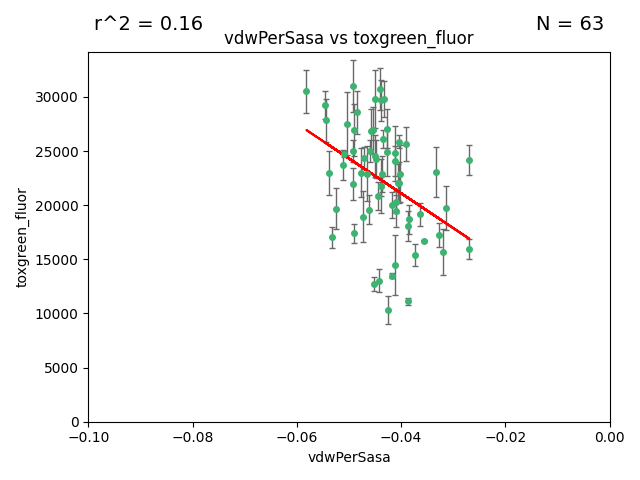 r^2 = 0.16
N = 63
vdwPerSasa vs toxgreen_fluor
toxgreen_fluor
30000
25000
20000
15000
10000
5000
0
−0.10
−0.08
−0.06
−0.04
−0.02
0.00
vdwPerSasa